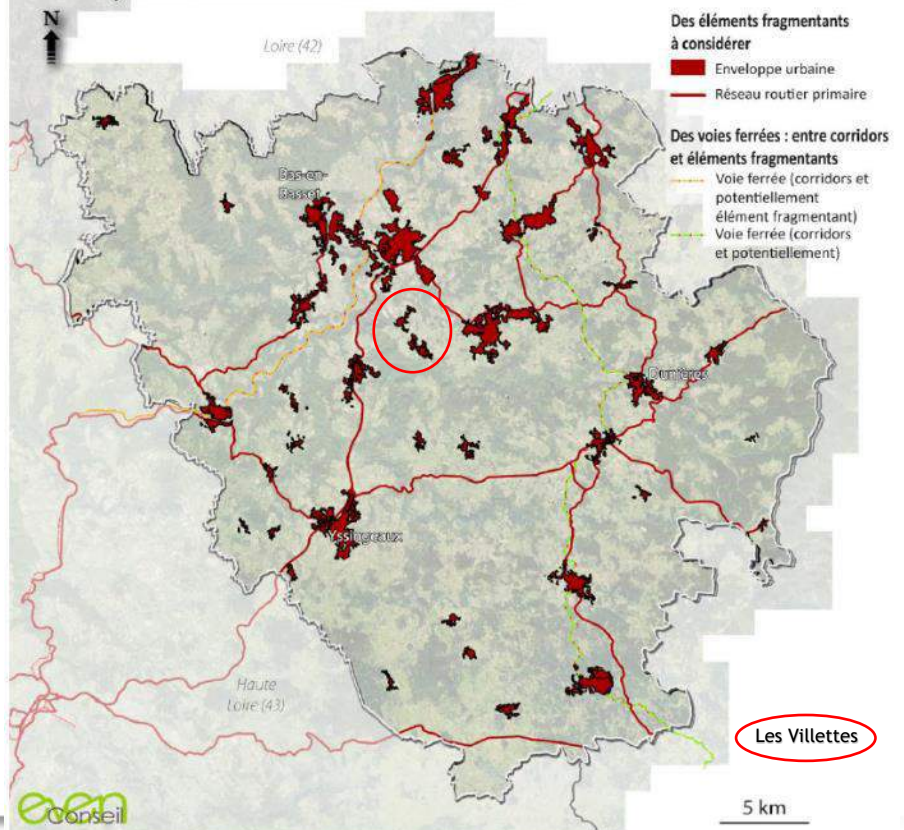 N
Loire (42)
Des éléments fragmentants
à considérer
Enveloppe urbaine
Réseau routier primaire
Des voies ferrées : entre corridors
et éléments fragmentants
Voie ferrée (corridors et
potentiellement
élément fragmentant)
Voie ferrée (corridors
et potentiellement)
Bas-en-
Basset
Dunières
Yssingeaux
Haute
Loire (43)
Les Villettes
5 km
even
Conseil